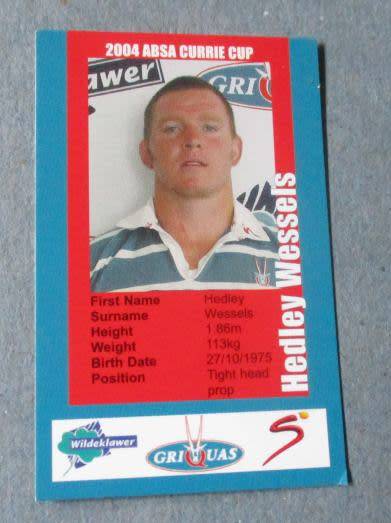 2004 ABSA CURRIE CUP
lawer
GRI
Hedley Wessels
First Name Hedley
Surname Wessels
Height 1.86m
Weight 113kg
Birth Date 27/10/1975
Position Tight head
prop
Wildeklawer
GRIQUAS